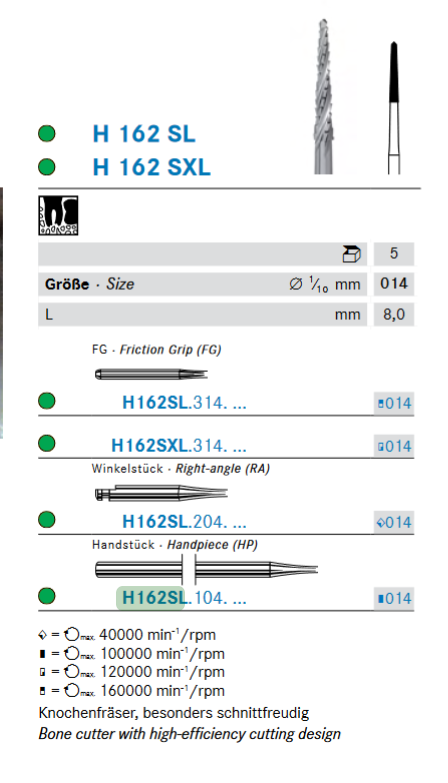 H 162 SL
H 162 SXL
5
Größe · Size Ø 1/10 mm 014
L mm 8,0
FG · Friction Grip (FG)
H162SL.314. ... 014
H162SXL.314. ... 014
Winkelstück · Right-angle (RA)
H162SL.204. ... 014
Handstück · Handpiece (HP)
H162SL.104. ... 014
= max. 40000 min-1/rpm
= max. 100000 min-1/rpm
= max. 120000 min-1/rpm
= max. 160000 min-1/rpm
Knochenfräser, besonders schnittfreudig
Bone cutter with high-efficiency cutting design